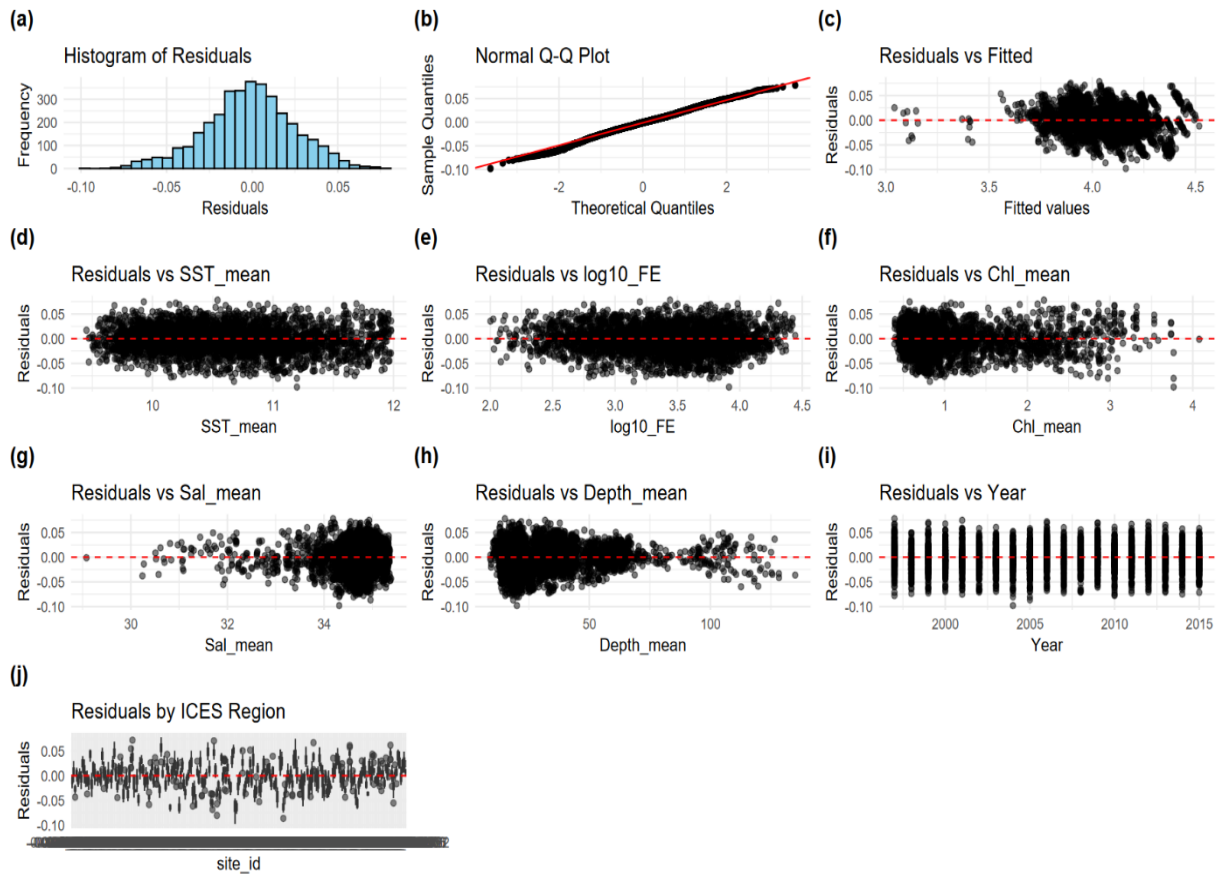 (a)
Histogram of Residuals
Frequency
300
200
100
0
-0.10
-0.05
0.00
0.05
Residuals
(b)
Normal Q-Q Plot
Sample Quantiles
0.05
0.00
-0.05
-0.10
-2
0
2
Theoretical Quantiles
(c)
Residuals vs Fitted
Residuals
0.05
0.00
-0.05
-0.10
3.0
3.5
4.0
4.5
Fitted values
(d)
Residuals vs SST_mean
Residuals
0.05
0.00
-0.05
-0.10
10
11
12
SST_mean
(e)
Residuals vs log10_FE
Residuals
0.05
0.00
-0.05
-0.10
2.0
2.5
3.0
3.5
4.0
4.5
log10_FE
(f)
Residuals vs Chl_mean
Residuals
0.05
0.00
-0.05
-0.10
1
2
3
4
Chl_mean
(g)
Residuals vs Sal_mean
Residuals
0.05
0.00
-0.05
-0.10
30
32
34
Sal_mean
(h)
Residuals vs Depth_mean
Residuals
0.05
0.00
-0.05
-0.10
50
100
Depth_mean
(i)
Residuals vs Year
Residuals
0.05
0.00
-0.05
-0.10
2000
2005
2010
2015
Year
(j)
Residuals by ICES Region
Residuals
0.05
0.00
-0.05
-0.10
site_id